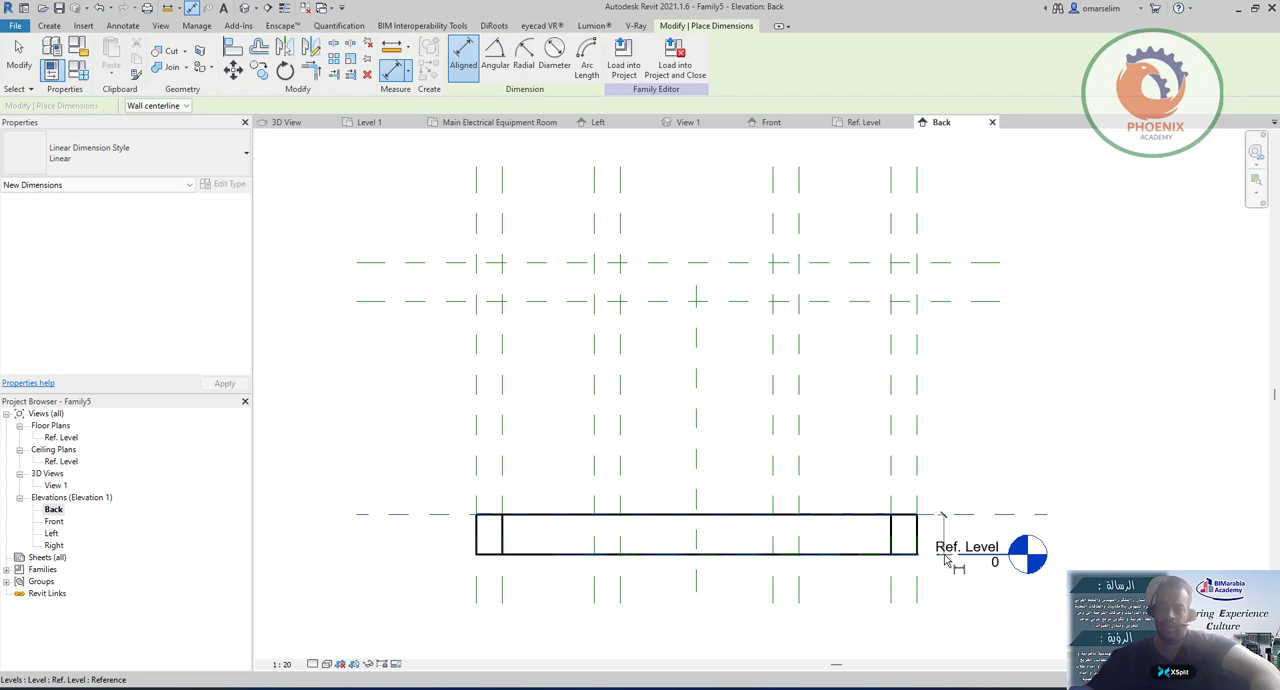 Autodesk Revit 2021.1.6 - Family5 - Elevation: Back
omarselim
File
Create
Insert
Annotate
View
Manage
Add-Ins
Enscape™
Quantification
BIM Interoperability Tools
DiRoots
eyecad VR®
Lumion®
V-Ray
Modify | Place Dimensions
Modify
Paste
Cut
Join
Aligned
Angular
Radial
Diameter
Arc
Length
Load into
Project
Load into
Project and Close
Select
Properties
Clipboard
Geometry
Modify
Measure
Create
Dimension
Family Editor
Modify | Place Dimensions
Wall centerline
PHOENIX
ACADEMY
Properties
3D View
Level 1
Main Electrical Equipment Room
Left
View 1
Front
Ref. Level
Back
Linear Dimension Style
Linear
New Dimensions
Edit Type
Properties help
Apply
Project Browser - Family5
Views (all)
Floor Plans
Ref. Level
Ceiling Plans
Ref. Level
3D Views
View 1
Elevations (Elevation 1)
Back
Front
Left
Right
Sheets (all)
Families
Groups
Revit Links
Ref. Level
0
1 : 20
Levels : Level : Ref. Level : Reference
الرسالة :
BIMarabia
Academy
ring Experience
Culture
الرؤية :
XSplit